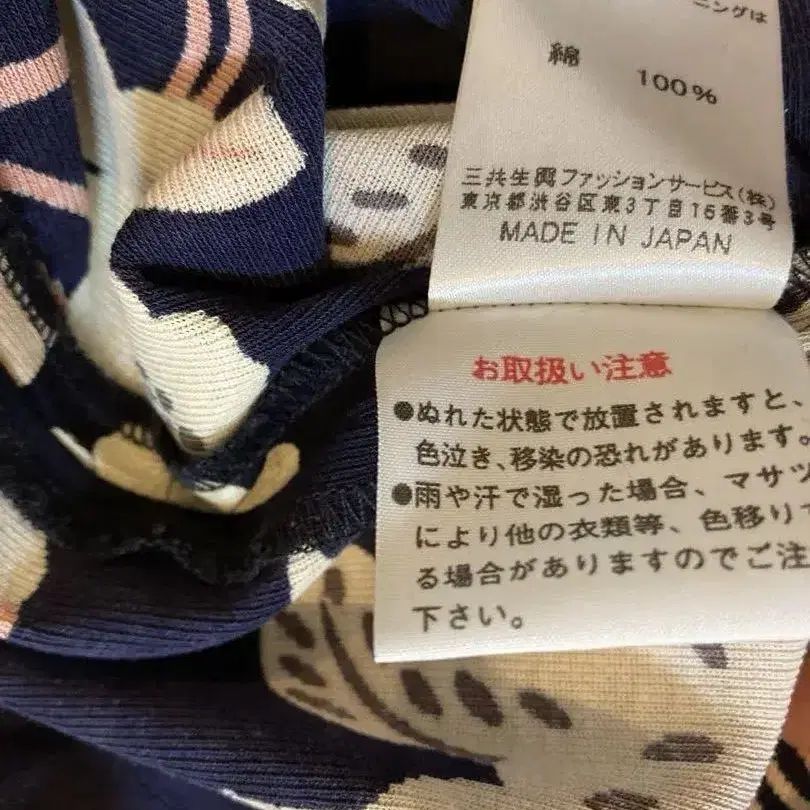 ニングは
綿 100%
三共生興ファッションサービス(株)
東京都渋谷区東3丁目16番3号
MADE IN JAPAN
お取扱い注意
●ぬれた状態で放置されますと、
色泣き、移染の恐れがあります。
●雨や汗で湿った場合、マサツ
により他の衣類等、色移りす
る場合がありますのでご注
下さい。